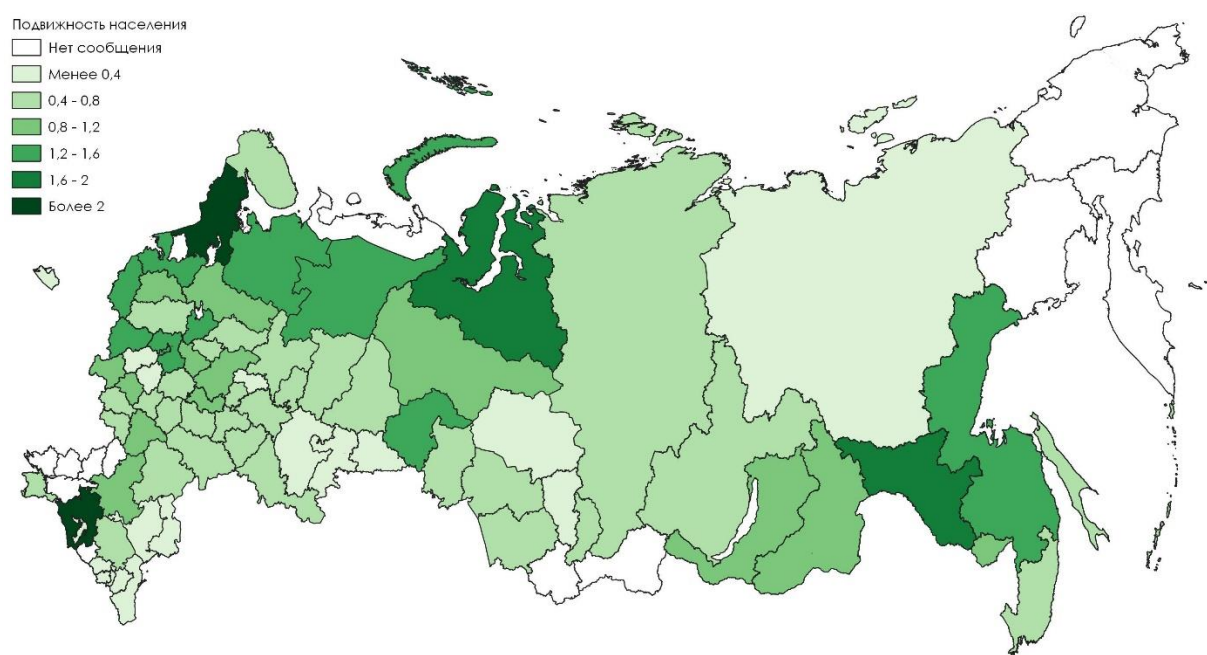 Подвижность населения
Нет сообщения
Менее 0,4
0,4 - 0,8
0,8 - 1,2
1,2 - 1,6
1,6 - 2
Более 2